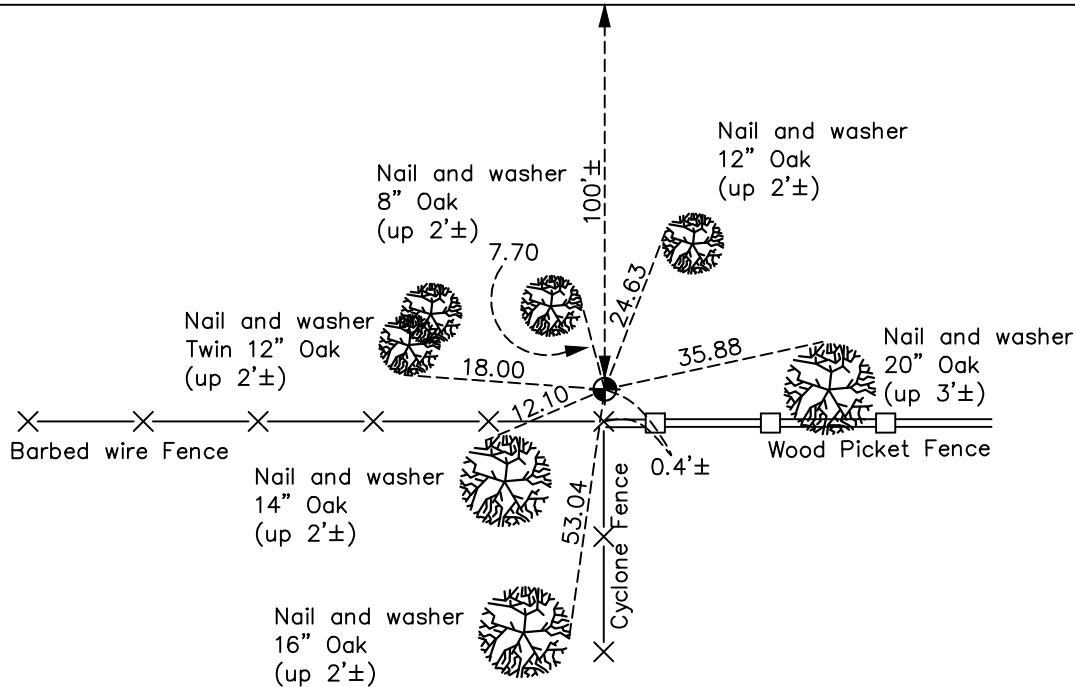 Nail and washer
12" Oak
(up 2'±)
Nail and washer
8" Oak
(up 2'±)
100'±
7.70
24.63
Nail and washer
Twin 12" Oak
(up 2'±)
18.00
35.88
Nail and washer
20" Oak
(up 3'±)
12.10
Barbed wire Fence
Wood Picket Fence
0.4'±
Nail and washer
14" Oak
(up 2'±)
53.04
Cyclone Fence
Nail and washer
16" Oak
(up 2'±)